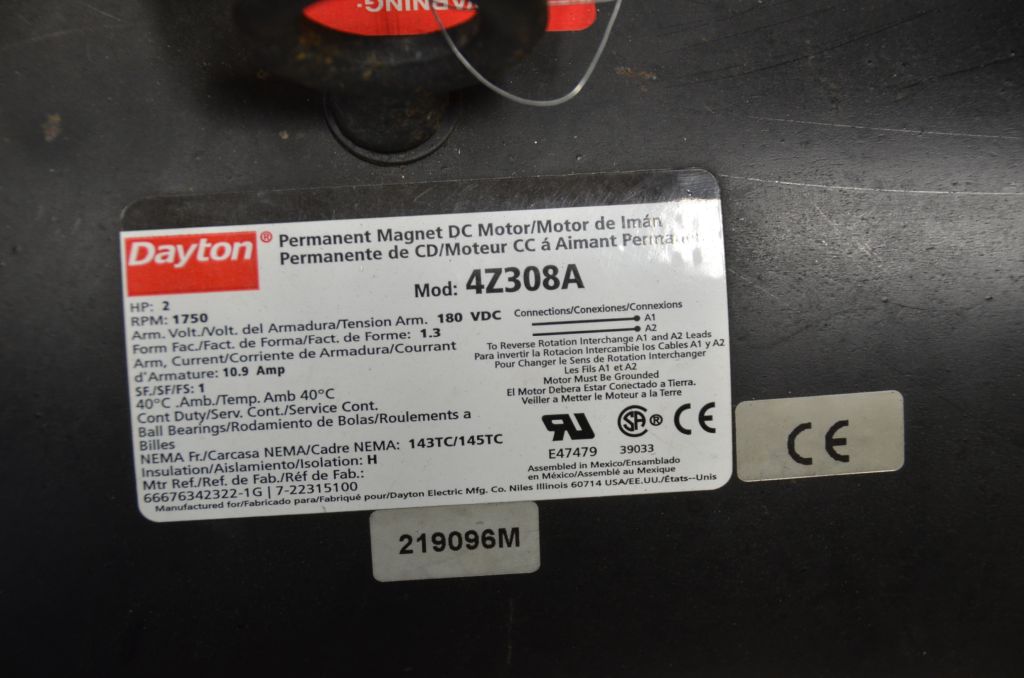 WARNING·
Dayton®
Permanent Magnet DC Motor/Motor de Imán
Permanente de CD/Moteur CC á Aimant Permanent
Mod: 4Z308A
HP: 2
RPM: 1750
Arm. Volt./Volt. del Armadura/Tension Arm. 180 VDC
Form Fac./Fact. de Forma/Fact. de Forme: 1.3
Arm, Current/Corriente de Armadura/Courrant
d'Armature: 10.9 Amp
SF./SF/FS: 1
40°C .Amb./Temp. Amb 40°C
Cont Duty/Serv. Cont./Service Cont.
Ball Bearings/Rodamiento de Bolas/Roulements a
Billes
NEMA Fr./Carcasa NEMA/Cadre NEMA: 143TC/145TC
Insulation/Aislamiento/Isolation: H
Mtr Ref./Ref. de Fab./Réf de Fab.:
66676342322-1G | 7-22315100
Connections/Conexiones/Connexions
A1
A2
To Reverse Rotation Interchange A1 and A2 Leads
Para invertir la Rotacion Intercambie los Cables A1 y A2
Pour Changer le Sens de Rotation Interchanger
Les Fils A1 et A2
Motor Must Be Grounded
El Motor Debera Estar Conectado a Tierra.
Veiller a Metter le Moteur a la Terre
RU SA® CE
E47479 39033
Assembled in Mexico/Ensamblado
en México/Assemblé au Mexique
Manufactured for/Fabricado para/Fabriqué pour/Dayton Electric Mfg. Co. Niles Illinois 60714 USA/EE.UU./États--Unis
CE
219096M